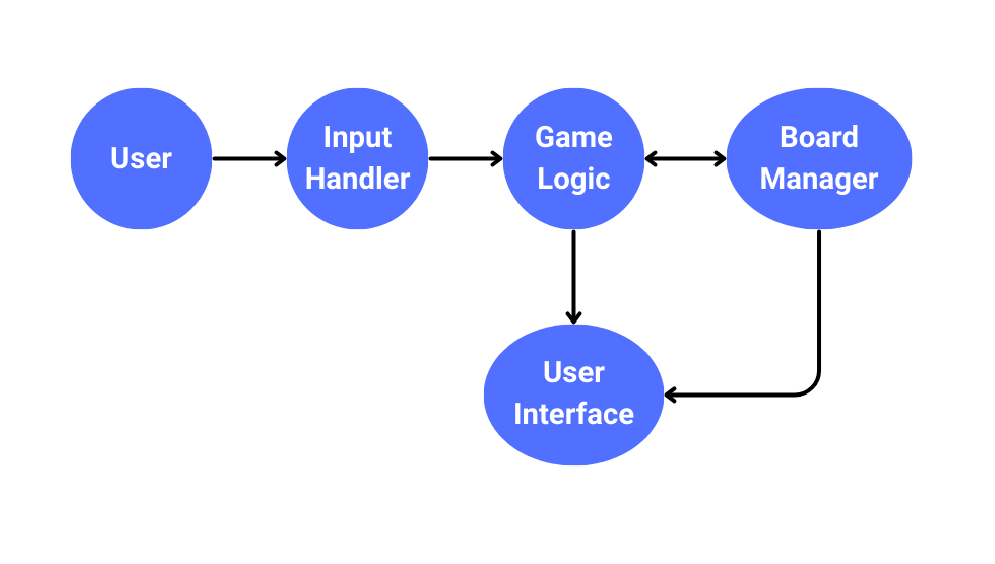 User
Input
Handler
Game
Logic
Board
Manager
User
Interface